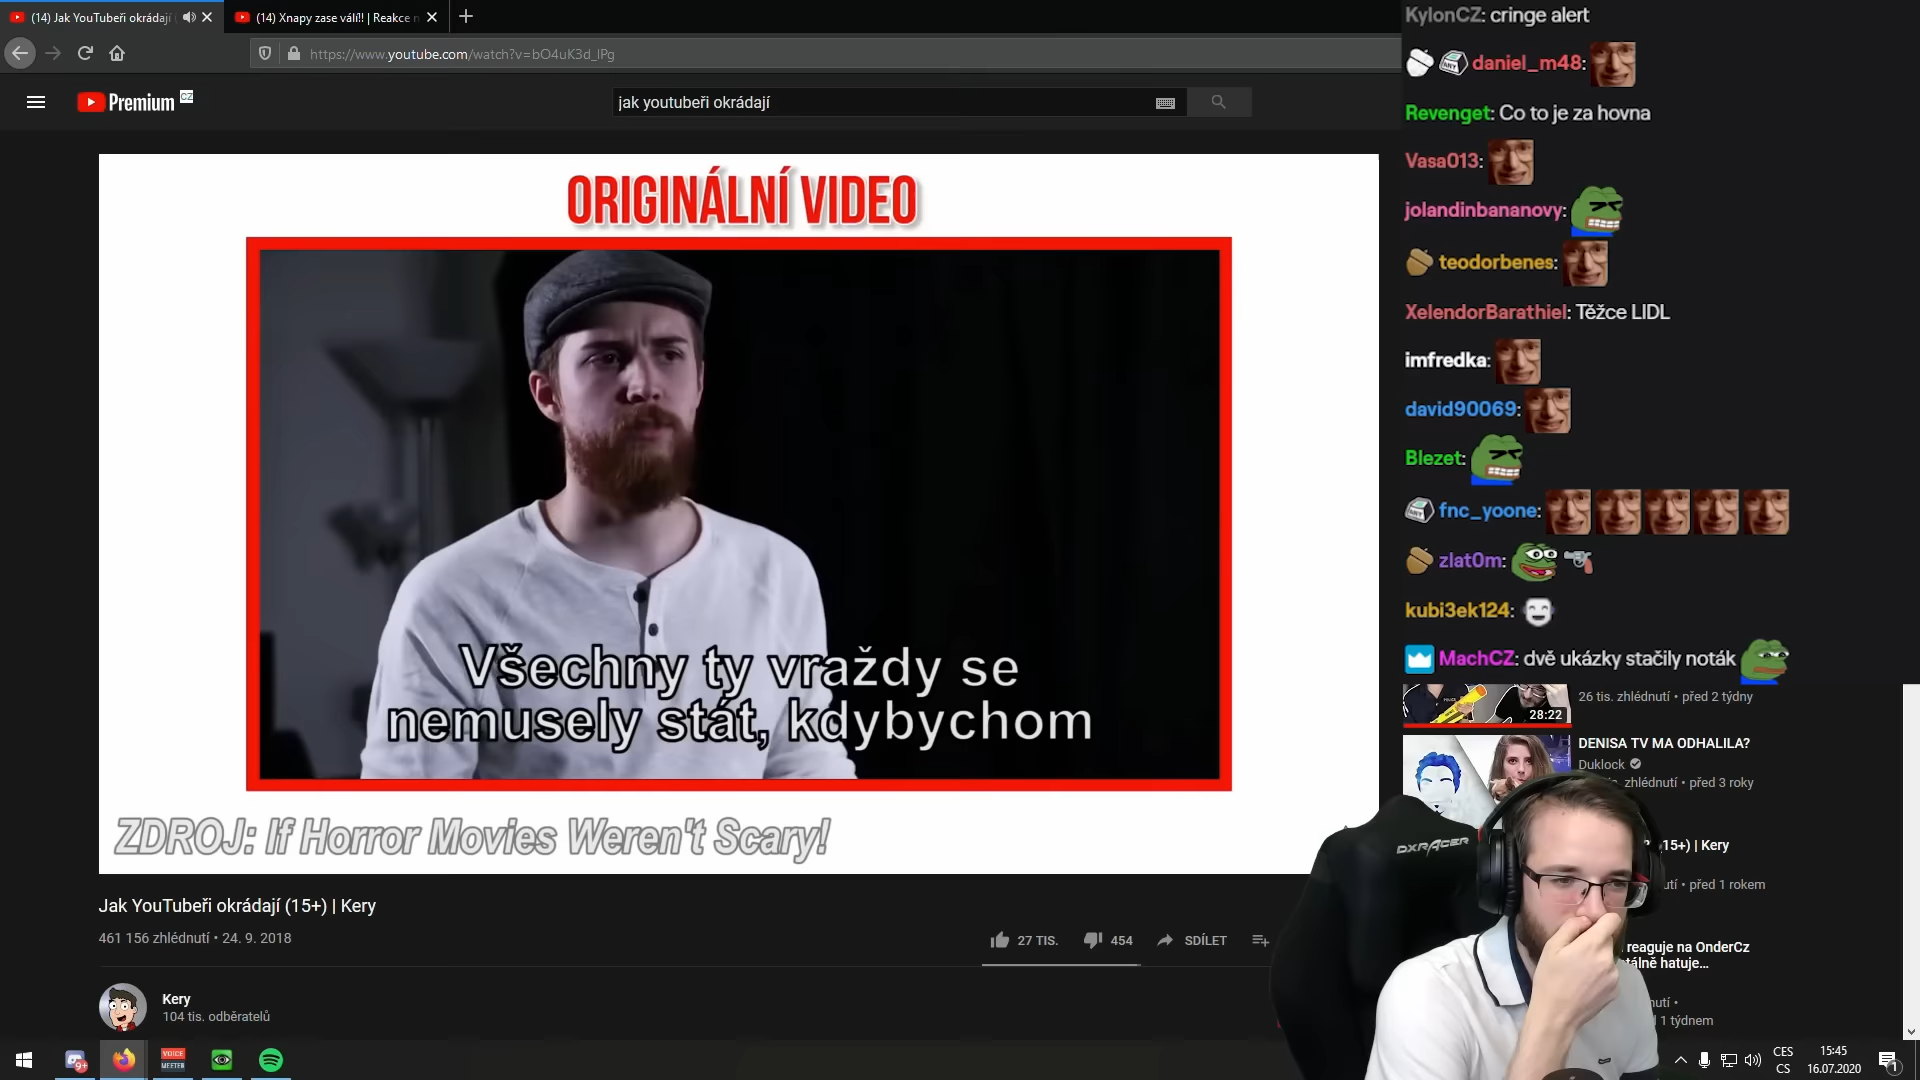 (14) Jak YouTubeři okrádají
(14) Xnapy zase válí!! | Reakce n
https://www.youtube.com/watch?v=bO4uK3d_lPg
Premium CZ
jak youtubeři okrádají
ORIGINÁLNÍ VIDEO
Všechny ty vraždy se
nemusely stát, kdybychom
ZDROJ: If Horror Movies Weren't Scary!
Jak YouTubeři okrádají (15+) | Kery
461 156 zhlédnutí • 24. 9. 2018
27 TIS.
454
SDÍLET
Kery
104 tis. odběratelů
KylonCZ: cringe alert
daniel_m48:
Revenget: Co to je za hovna
Vasa013:
jolandinbananovy:
teodorbenes:
XelendorBarathiel: Těžce LIDL
imfredka:
david90069:
Blezet:
fnc_yoone:
zlat0m:
kubi3ek124:
MachCZ: dvě ukázky stačily noták
26 tis. zhlédnutí • před 2 týdny
28:22
DENISA TV MA ODHALILA?
Duklock
zhlédnutí • před 3 roky
DXRACER
15+) | Kery
před 1 rokem
reaguje na OnderCz
hatuje...
1 týdnem
9+
VOICE
MEETER
CES
CS
15:45
16.07.2020
1